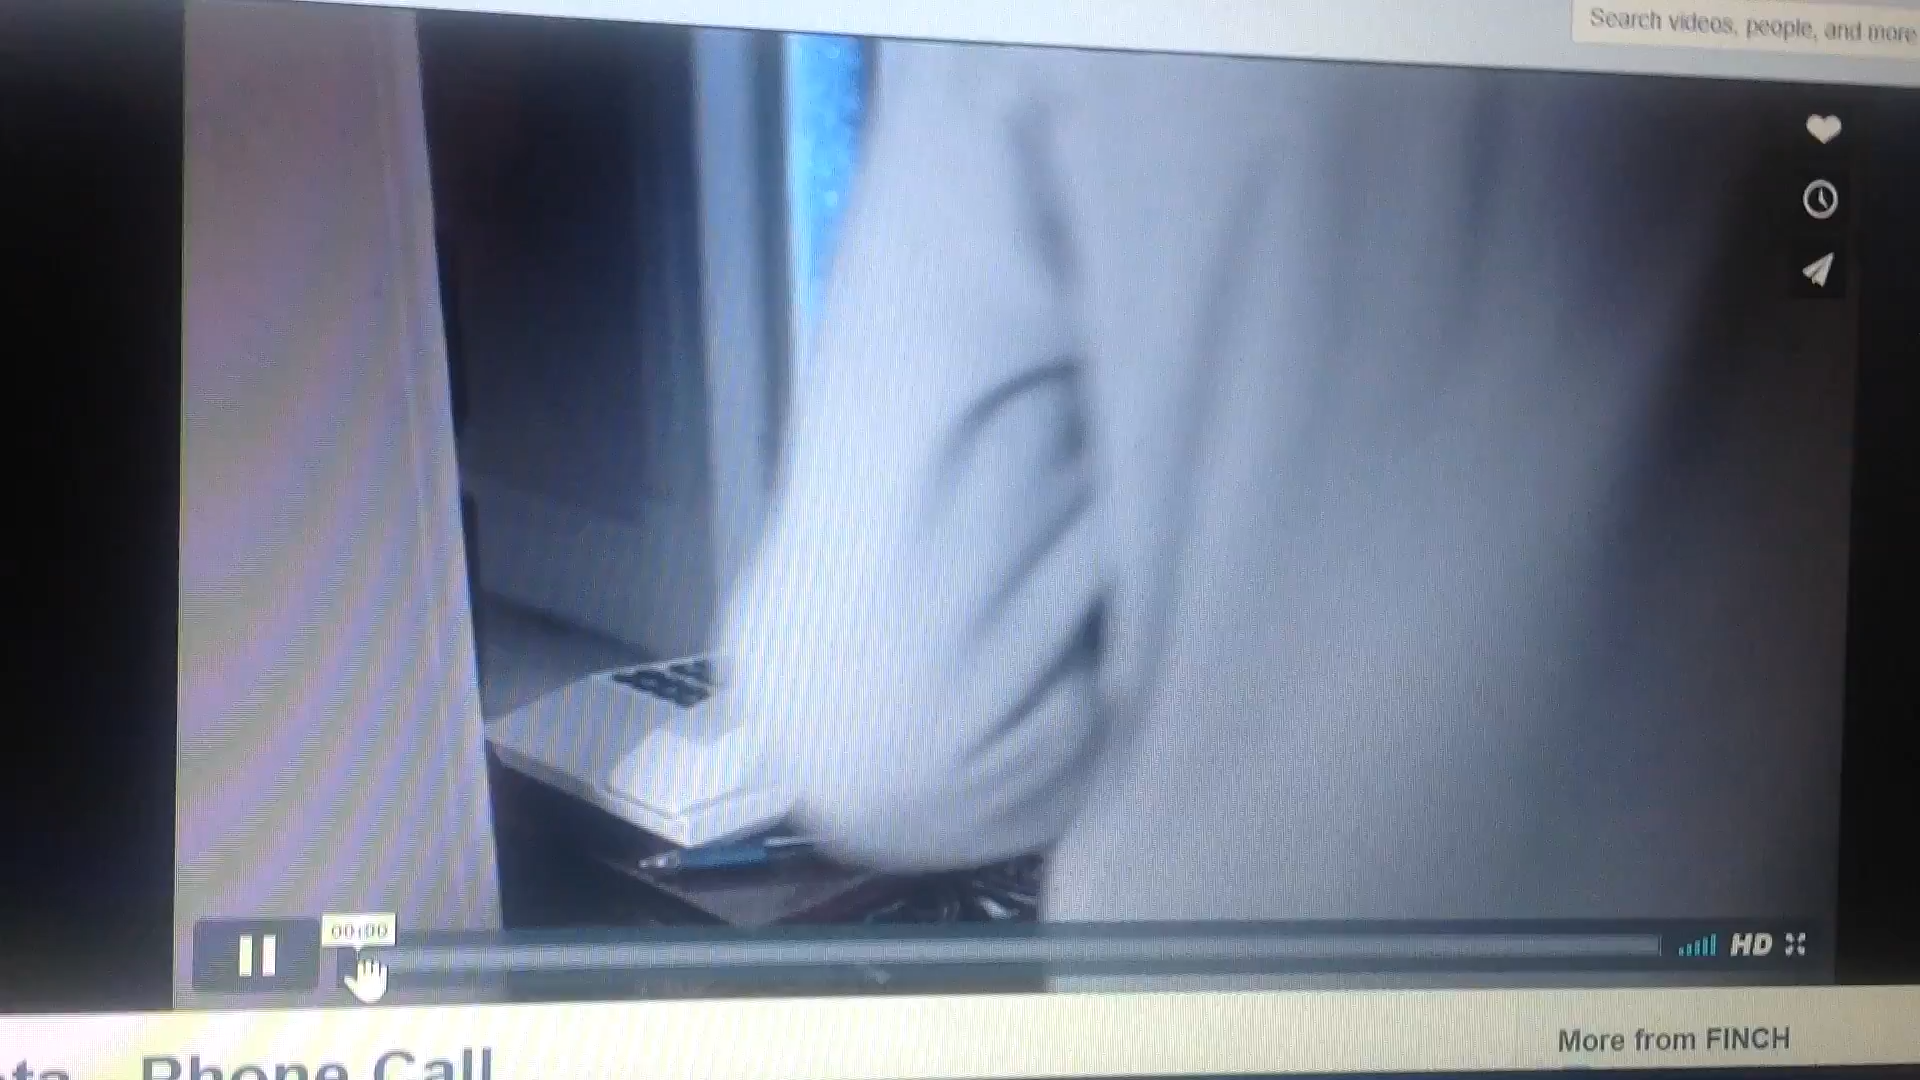 Search videos, people, and more
00:00
HD
More from FINCH
Phone Call